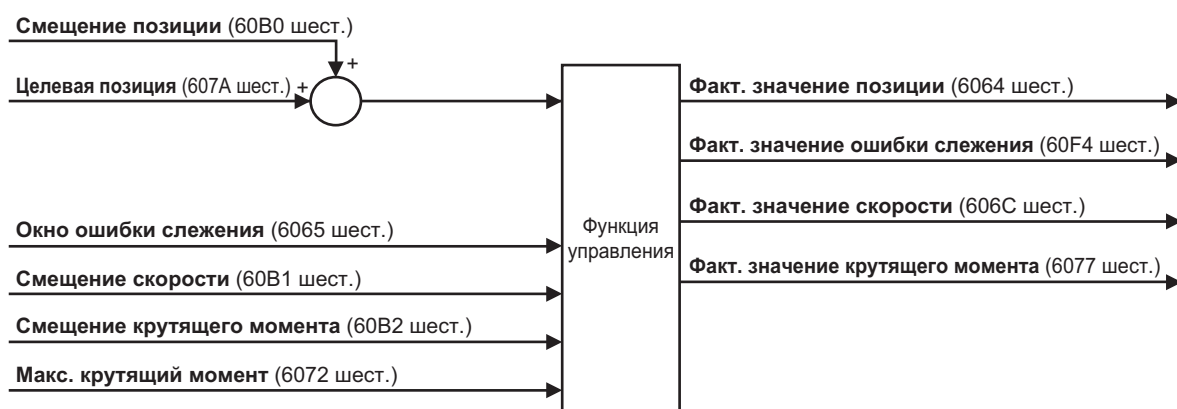 Смещение позиции (60B0 шест.)
+
Целевая позиция (607A шест.) +
Окно ошибки слежения (6065 шест.)
Смещение скорости (60B1 шест.)
Смещение крутящего момента (60B2 шест.)
Макс. крутящий момент (6072 шест.)
Функция
управления
Факт. значение позиции (6064 шест.)
Факт. значение ошибки слежения (60F4 шест.)
Факт. значение скорости (606C шест.)
Факт. значение крутящего момента (6077 шест.)